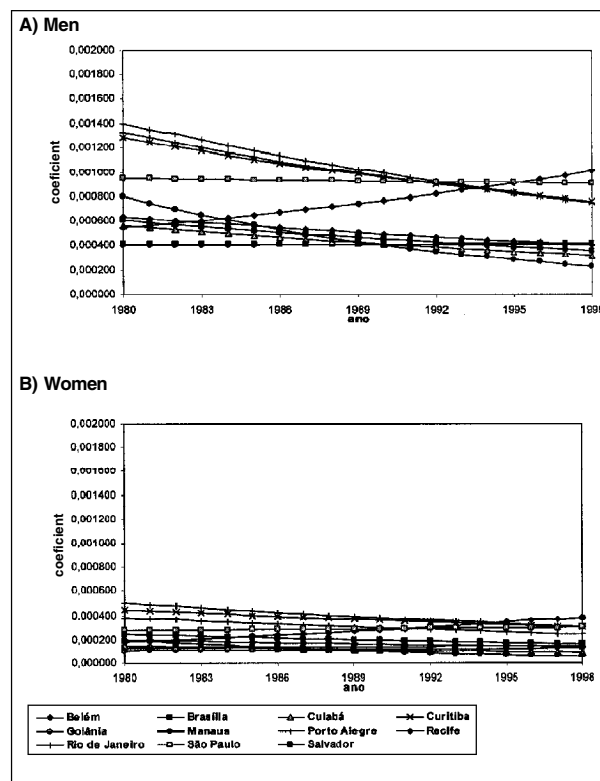 A) Men
0,002000
0,001800
0,001600
0,001400
0,001200
0,001000
0,000800
0,000600
0,000400
0,000200
0,000000
coeficient
1980 1983 1986 1989 1992 1995 1998
ano
B) Women
0,002000
0,001800
0,001600
0,001400
0,001200
0,001000
0,000800
0,000600
0,000400
0,000200
0,000000
coeficient
1980 1983 1986 1989 1992 1995 1998
ano
Belém Brasília Cuiabá Curitiba
Goiânia Manaus Porto Alegre Recife
Rio de Janeiro São Paulo Salvador